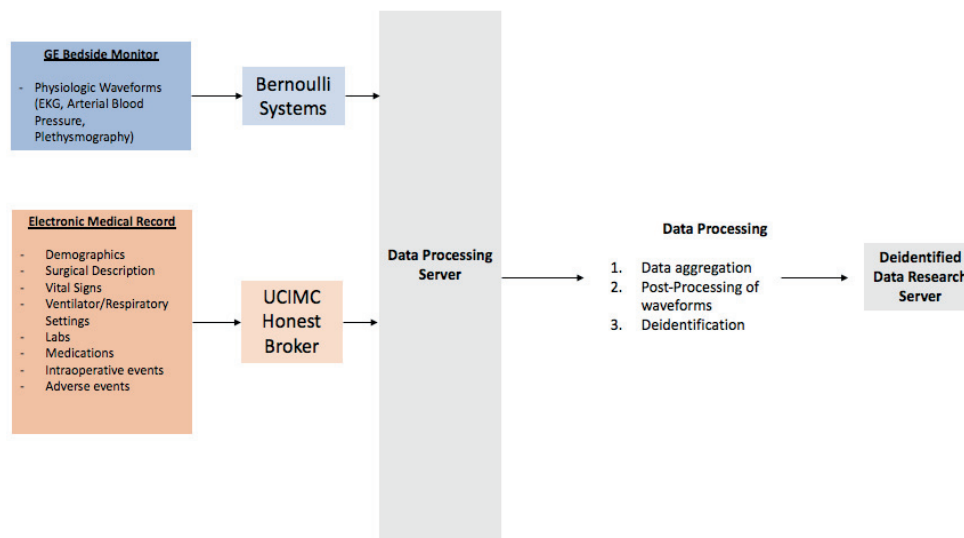 GE Bedside Monitor
- Physiologic Waveforms
(EKG, Arterial Blood
Pressure,
Plethysmography)
Bernoulli
Systems
Electronic Medical Record
- Demographics
- Surgical Description
- Vital Signs
- Ventilator/Respiratory
Settings
- Labs
- Medications
- Intraoperative events
- Adverse events
UCIMC
Honest
Broker
Data Processing
Server
Data Processing
1. Data aggregation
2. Post-Processing of
waveforms
3. Deidentification
Deidentified
Data Research
Server